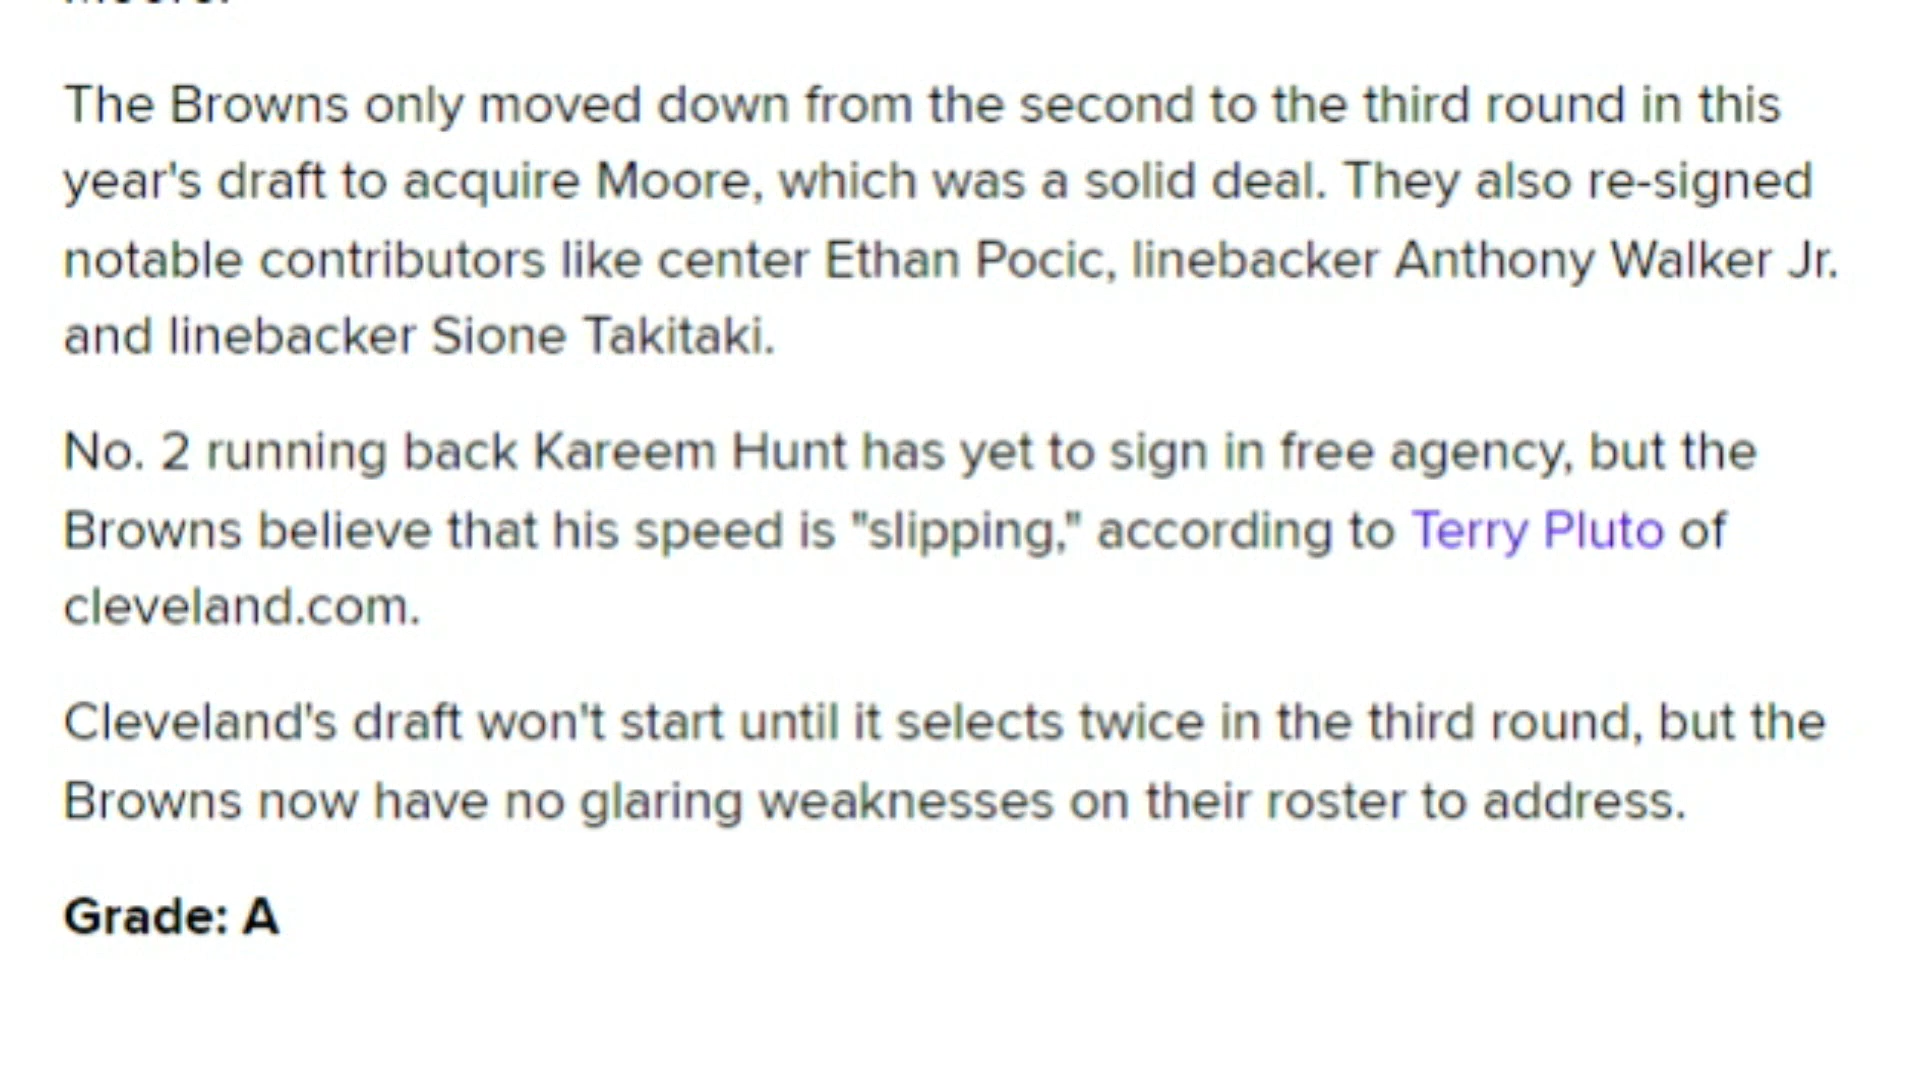 The Browns only moved down from the second to the third round in this
year's draft to acquire Moore, which was a solid deal. They also re-signed
notable contributors like center Ethan Pocic, linebacker Anthony Walker Jr.
and linebacker Sione Takitaki.
No. 2 running back Kareem Hunt has yet to sign in free agency, but the
Browns believe that his speed is "slipping," according to Terry Pluto of
cleveland.com.
Cleveland's draft won't start until it selects twice in the third round, but the
Browns now have no glaring weaknesses on their roster to address.
Grade: A